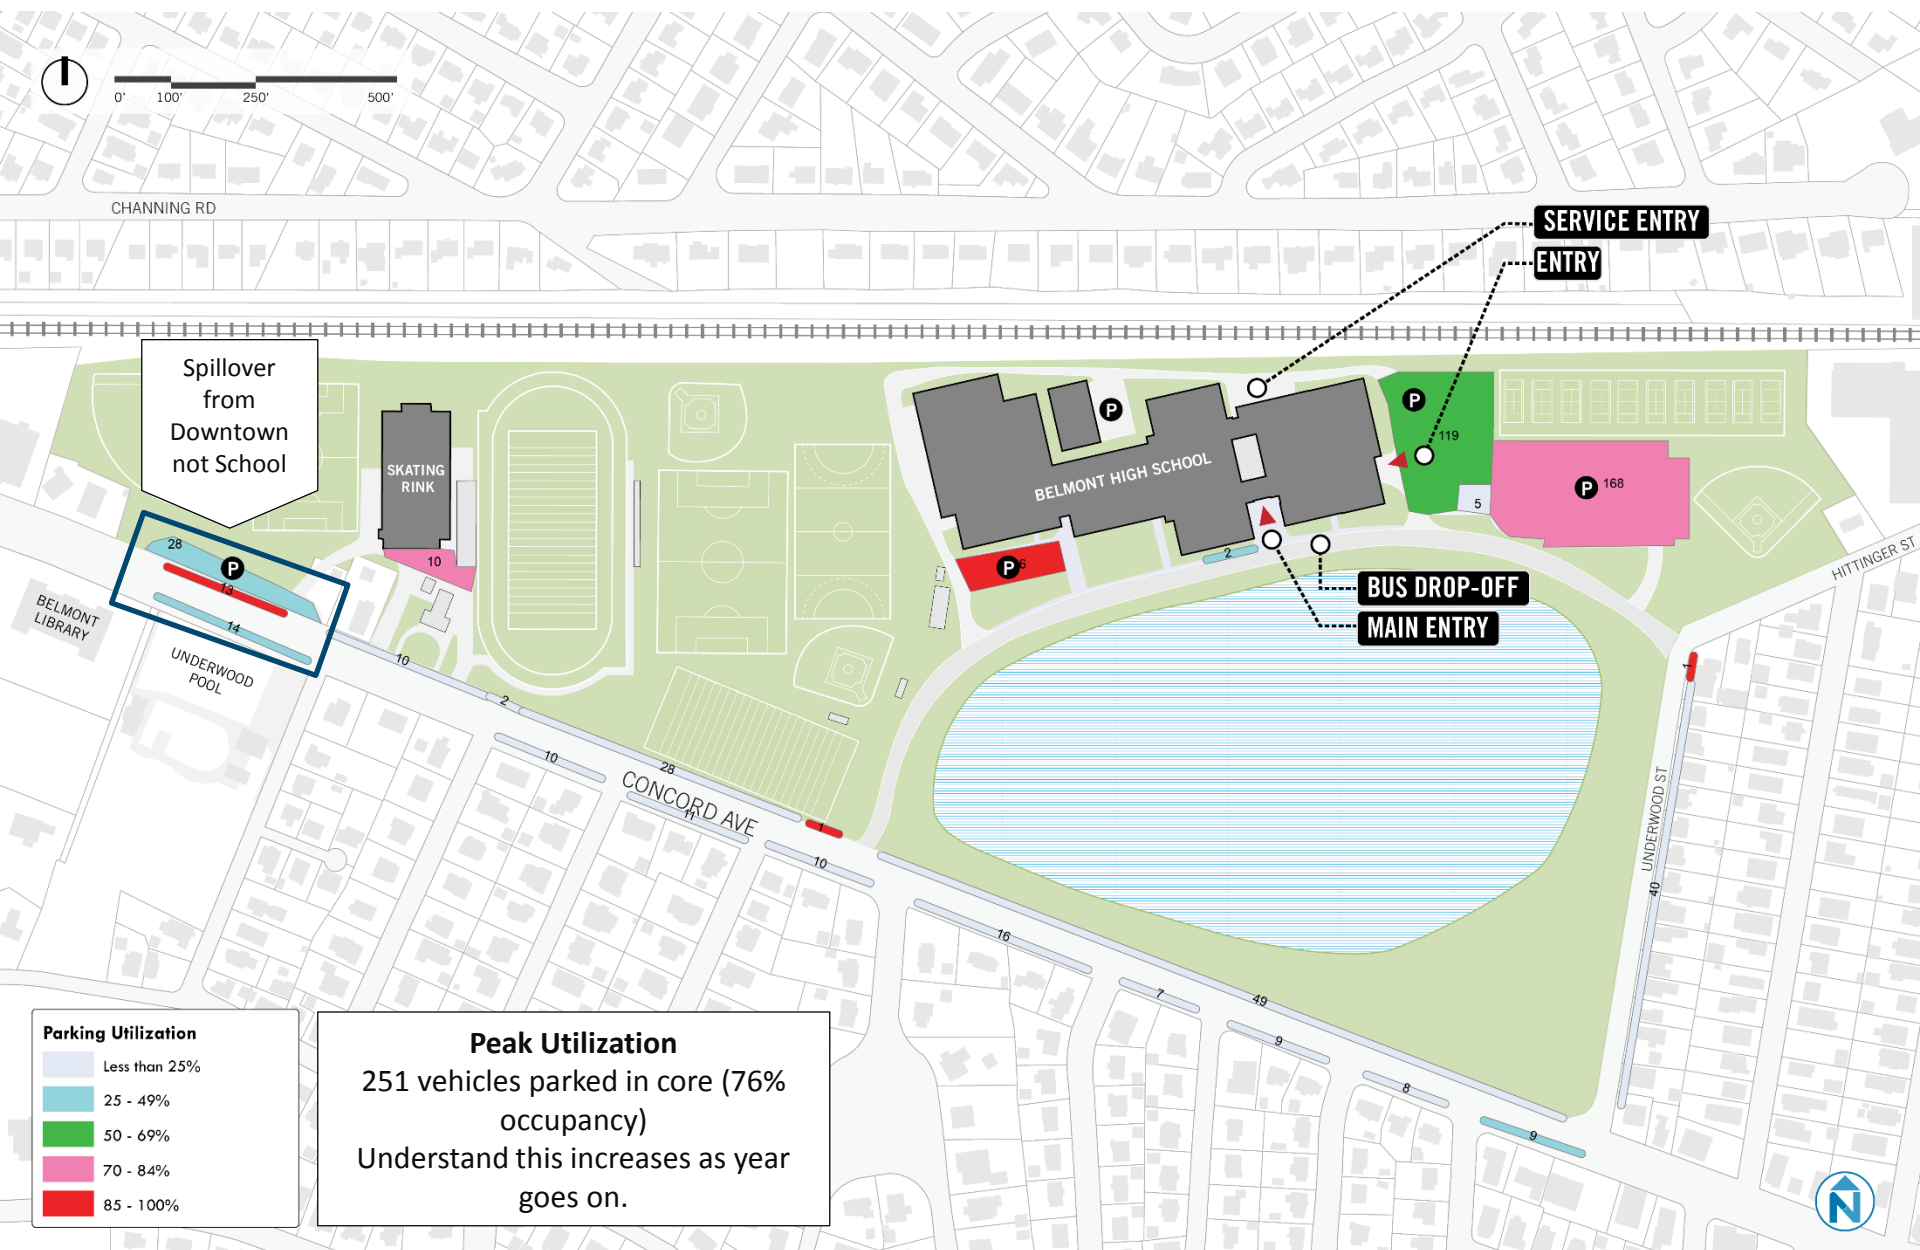 0' 100' 250' 500'
CHANNING RD
SERVICE ENTRY
ENTRY
Spillover
from
Downtown
not School
SKATING
RINK
BELMONT HIGH SCHOOL
P
P
119
P 168
5
28
P
13
14
10
P
2
BUS DROP-OFF
MAIN ENTRY
HITTINGER ST
BELMONT
LIBRARY
UNDERWOOD
POOL
10
2
10
28
CONCORD AVE
11
1
10
1
UNDERWOOD ST
40
16
7
49
9
8
9
Parking Utilization
Less than 25%
25 - 49%
50 - 69%
70 - 84%
85 - 100%
Peak Utilization
251 vehicles parked in core (76%
occupancy)
Understand this increases as year
goes on.
N